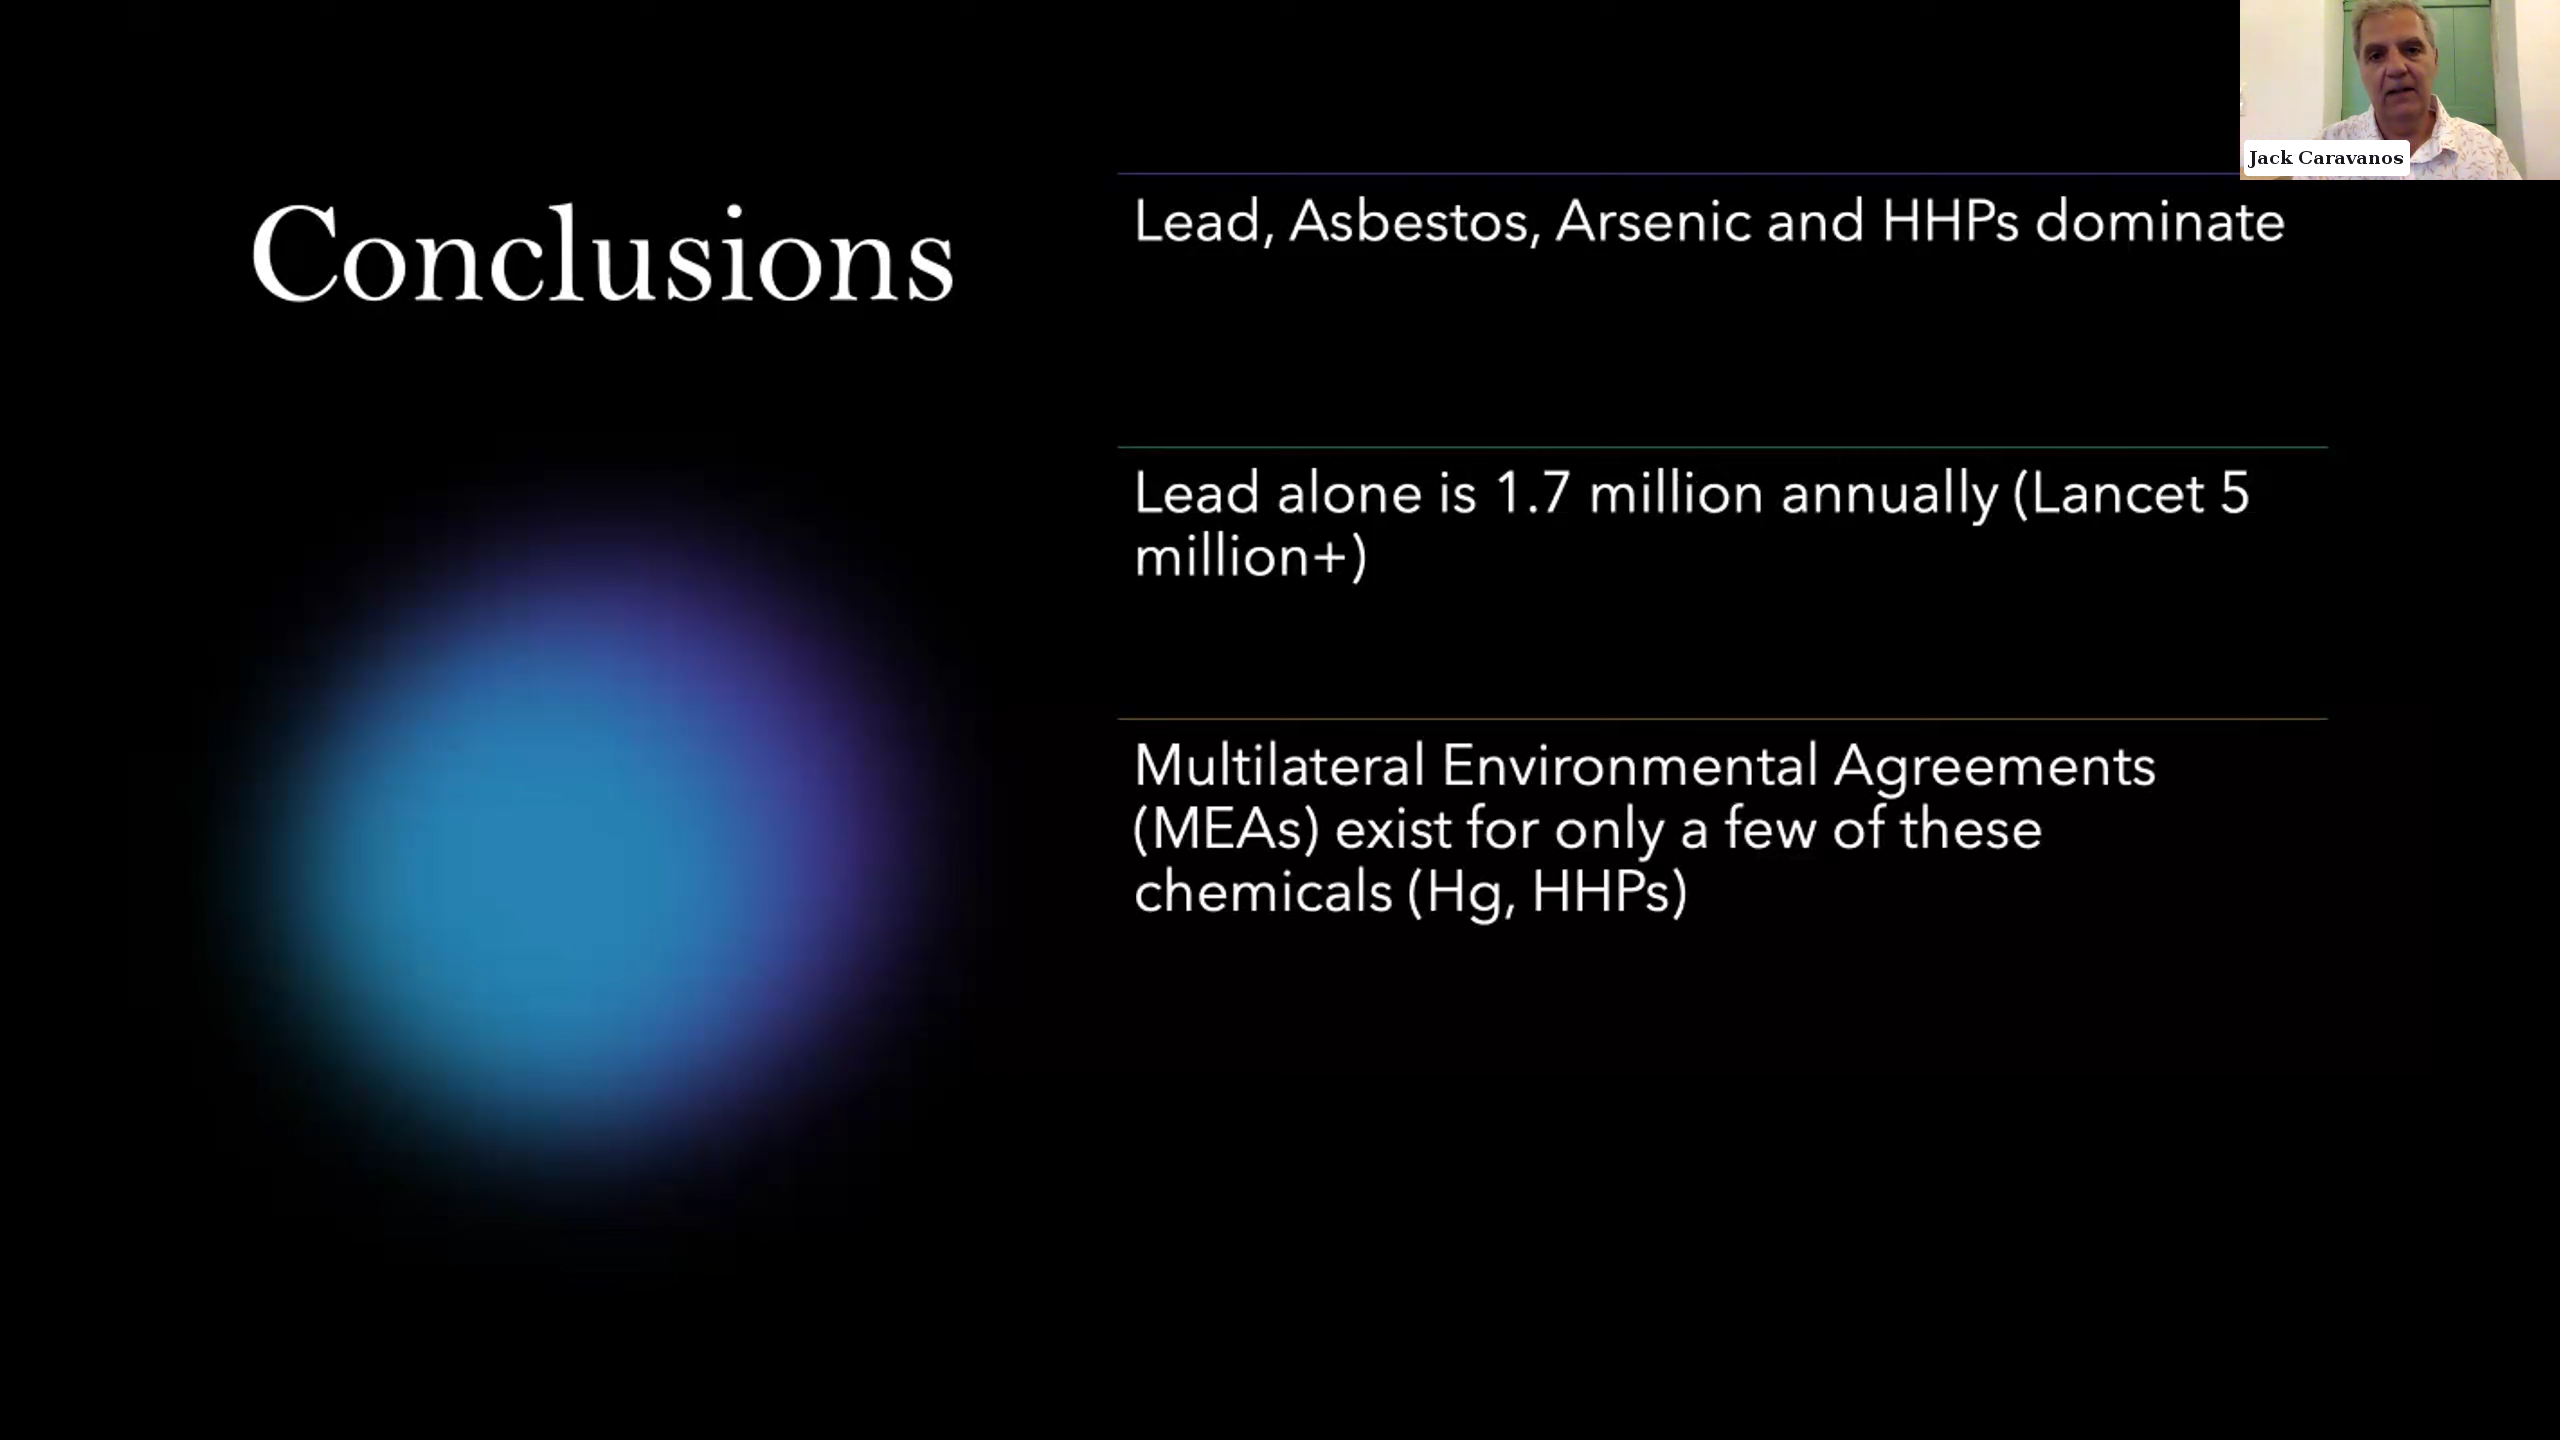 Conclusions
Lead, Asbestos, Arsenic and HHPs dominate
Lead alone is 1.7 million annually (Lancet 5
million+)
Multilateral Environmental Agreements
(MEAs) exist for only a few of these
chemicals (Hg, HHPs)
Jack Caravanos